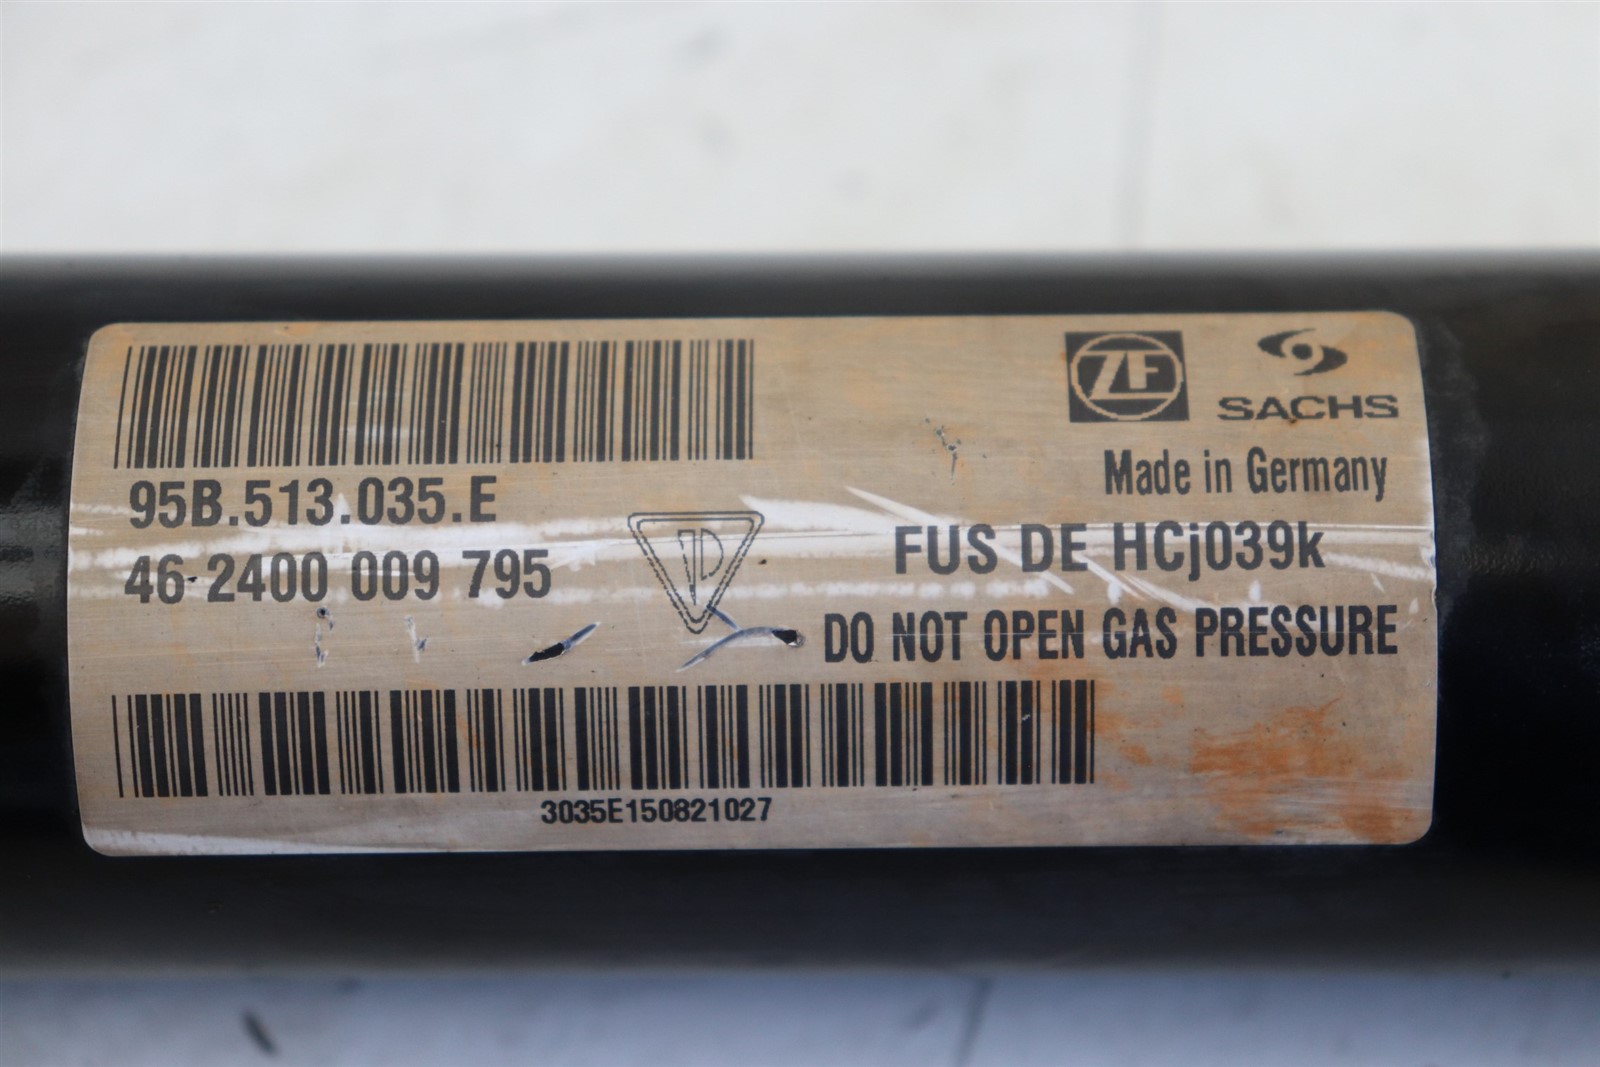 ZF
SACHS
Made in Germany
95B.513.035.E
46 2400 009 795
FUS DE HCj039k
DO NOT OPEN GAS PRESSURE
3035E150821027